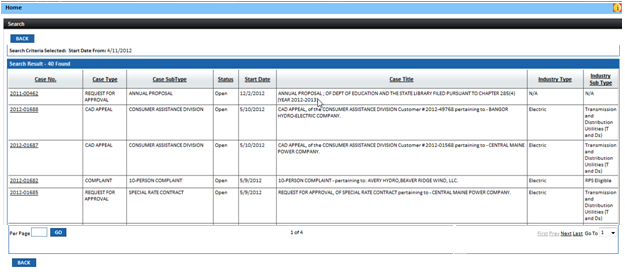 Home
Search
BACK
Search Criteria Selected: Start Date From: 4/11/2012
Search Result - 40 Found
Case No. Case Type Case SubType Status Start Date Case Title Industry Type Industry Sub Type
2011-00462 REQUEST FOR APPROVAL ANNUAL PROPOSAL Open 12/2/2012 ANNUAL PROPOSAL ; OF DEPT OF EDUCATION AND THE STATE LIBRARY FILED PURSUANT TO CHAPTER 285(4) (YEAR 2012-2013) N/A N/A
2012-01688 CAD APPEAL CONSUMER ASSISTANCE DIVISION Open 5/10/2012 CAD APPEAL, of the CONSUMER ASSISTANCE DIVISION Customer # 2012-49768 pertaining to - BANGOR HYDRO-ELECTRIC COMPANY. Electric Transmission and Distribution Utilities (T and Ds)
2012-01687 CAD APPEAL CONSUMER ASSISTANCE DIVISION Open 5/10/2012 CAD APPEAL, of the CONSUMER ASSISTANCE DIVISION Customer # 2012-01568 pertaining to - CENTRAL MAINE POWER COMPANY. Electric Transmission and Distribution Utilities (T and Ds)
2012-01682 COMPLAINT 10-PERSON COMPLAINT Open 5/9/2012 10-PERSON COMPLAINT - pertaining to: AVERY HYDRO,BEAVER RIDGE WIND, LLC. Electric RPS Eligible
2012-01685 REQUEST FOR APPROVAL SPECIAL RATE CONTRACT Open 5/9/2012 REQUEST FOR APPROVAL, OF SPECIAL RATE CONTRACT pertaining to - CENTRAL MAINE POWER COMPANY. Electric Transmission and Distribution Utilities (T and Ds)
Per Page GO 1 of 4 First Prev Next Last Go To 1
BACK